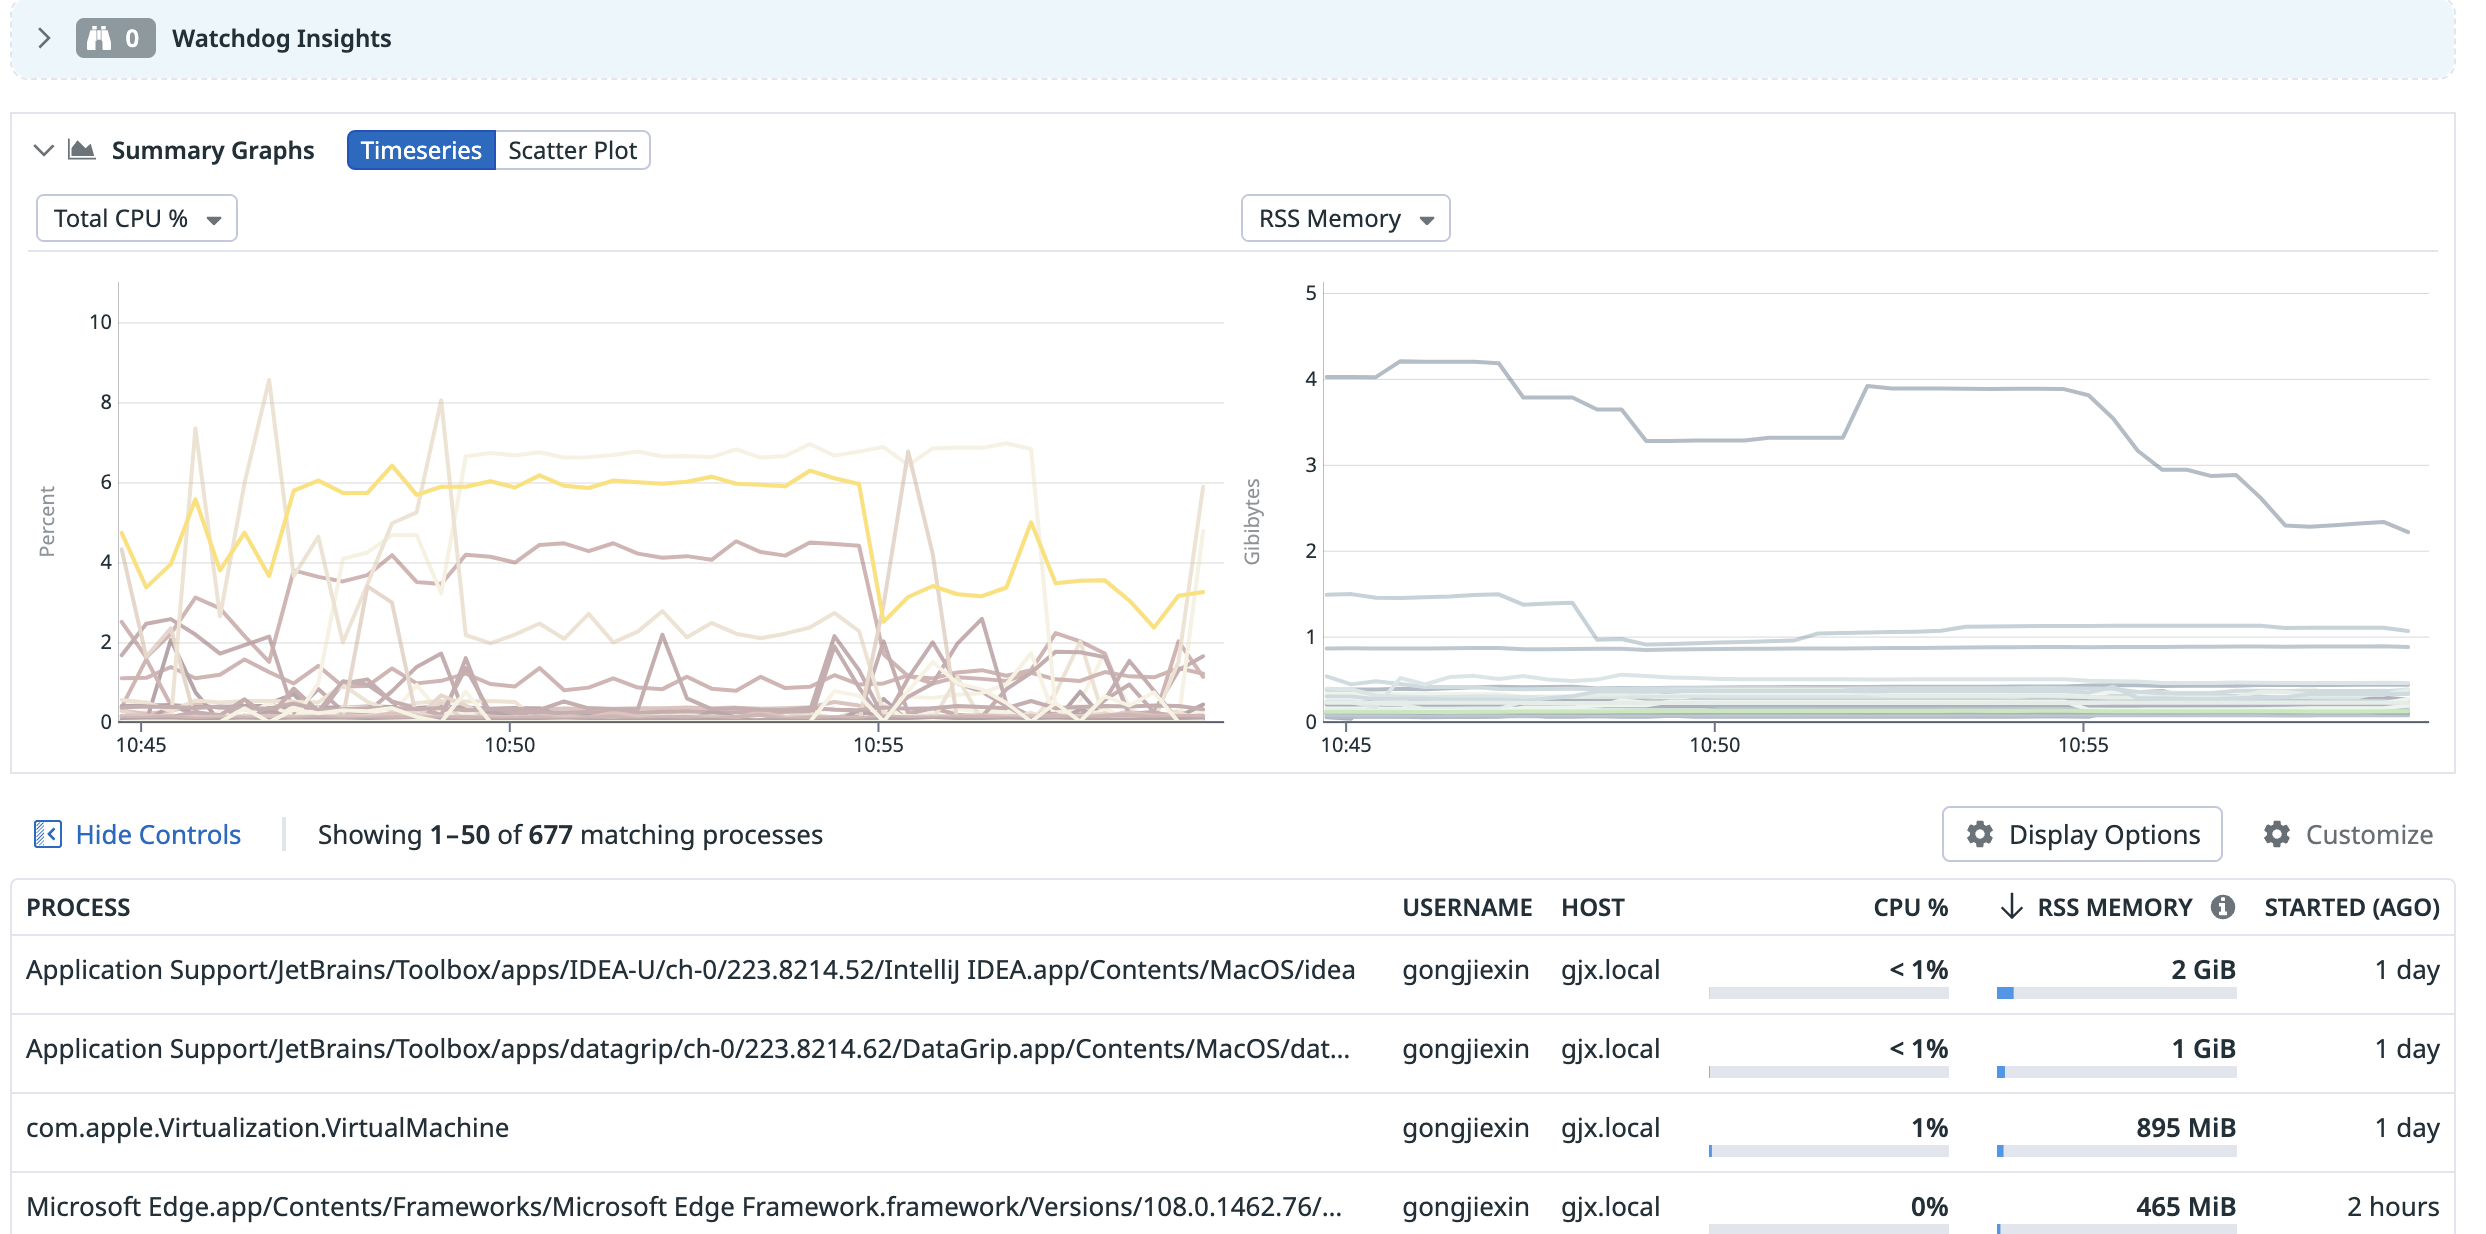 0 Watchdog Insights
Summary Graphs Timeseries Scatter Plot
Total CPU %
RSS Memory
Percent
10
8
6
4
2
0
10:45 10:50 10:55
Gibibytes
5
4
3
2
1
0
10:45 10:50 10:55
Hide Controls Showing 1–50 of 677 matching processes Display Options Customize
PROCESS USERNAME HOST CPU % RSS MEMORY STARTED (AGO)
Application Support/JetBrains/Toolbox/apps/IDEA-U/ch-0/223.8214.52/IntelliJ IDEA.app/Contents/MacOS/idea gongjiexin gjx.local < 1% 2 GiB 1 day
Application Support/JetBrains/Toolbox/apps/datagrip/ch-0/223.8214.62/DataGrip.app/Contents/MacOS/dat... gongjiexin gjx.local < 1% 1 GiB 1 day
com.apple.Virtualization.VirtualMachine gongjiexin gjx.local 1% 895 MiB 1 day
Microsoft Edge.app/Contents/Frameworks/Microsoft Edge Framework.framework/Versions/108.0.1462.76/... gongjiexin gjx.local 0% 465 MiB 2 hours